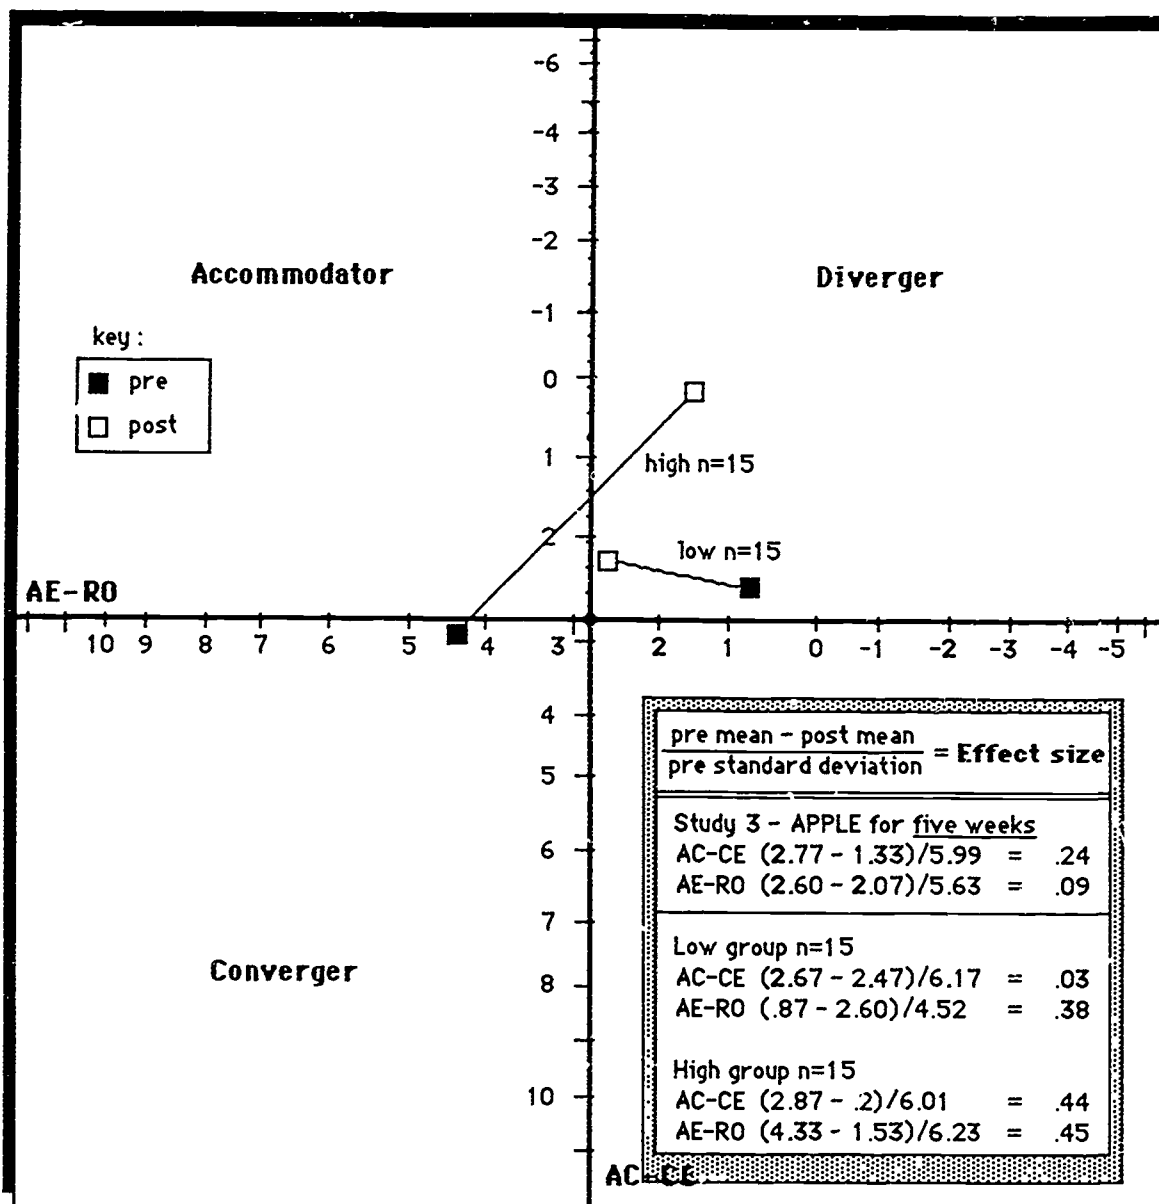 -6
-4
-3
-2
Accommodator
Diverger
-1
key :
pre
0
post
1
high n=15
2
low n=15
AE-RO
10 9 8 7 6 5 4 3 2 1 0 -1 -2 -3 -4 -5
4
pre mean - post mean
pre standard deviation
= Effect size
5
Study 3 - APPLE for five weeks
6
AC-CE (2.77 - 1.33)/5.99 = .24
AE-RO (2.60 - 2.07)/5.63 = .09
7
Low group n=15
Converger
8
AC-CE (2.67 - 2.47)/6.17 = .03
AE-RO (.87 - 2.60)/4.52 = .38
High group n=15
10
AC-CE (2.87 - .2)/6.01 = .44
AE-RO (4.33 - 1.53)/6.23 = .45
AC-CE